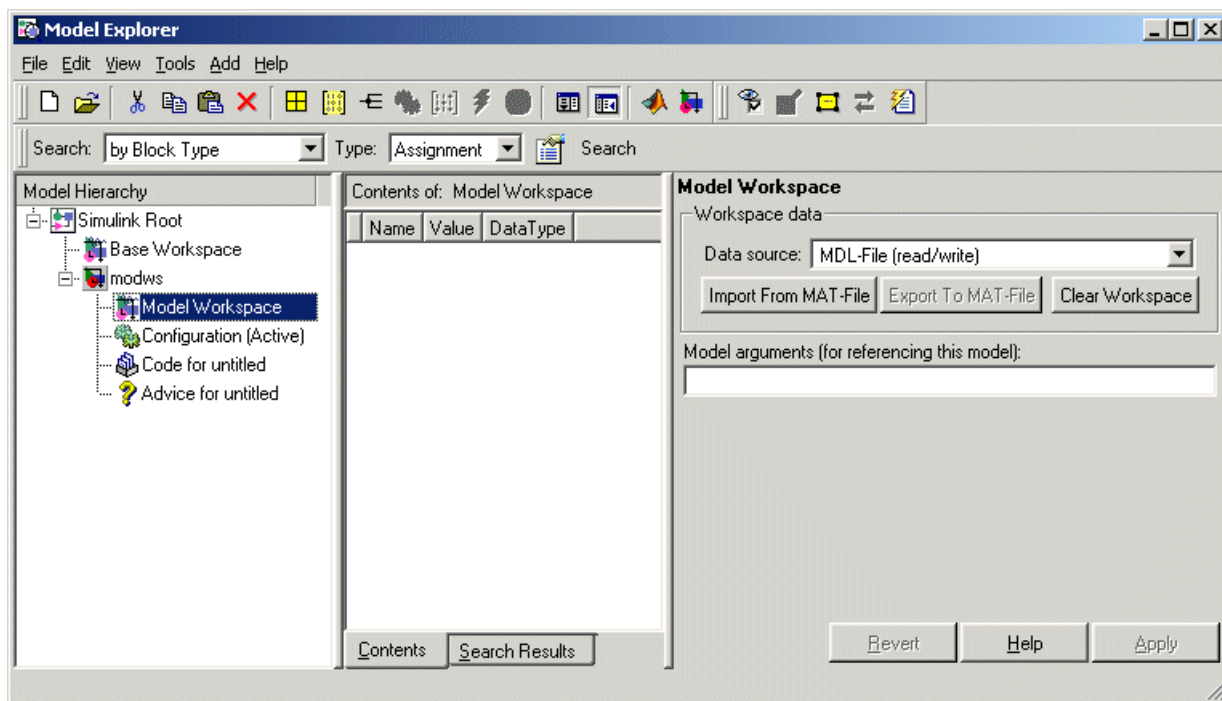 Model Explorer
File Edit View Tools Add Help
Search: by Block Type Type: Assignment Search
Model Hierarchy
Simulink Root
Base Workspace
modws
Model Workspace
Configuration (Active)
Code for untitled
Advice for untitled
Contents of: Model Workspace
Name Value DataType
Contents Search Results
Model Workspace
Workspace data
Data source: MDL-File (read/write)
Import From MAT-File Export To MAT-File Clear Workspace
Model arguments (for referencing this model):
Revert Help Apply